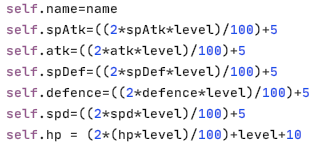 self.name=name
self.spAtk=((2*spAtk*level)/100)+5
self.atk=((2*atk*level)/100)+5
self.spDef=((2*spDef*level)/100)+5
self.defence=((2*defence*level)/100)+5
self.spd=((2*spd*level)/100)+5
self.hp = (2*(hp*level)/100)+level+10